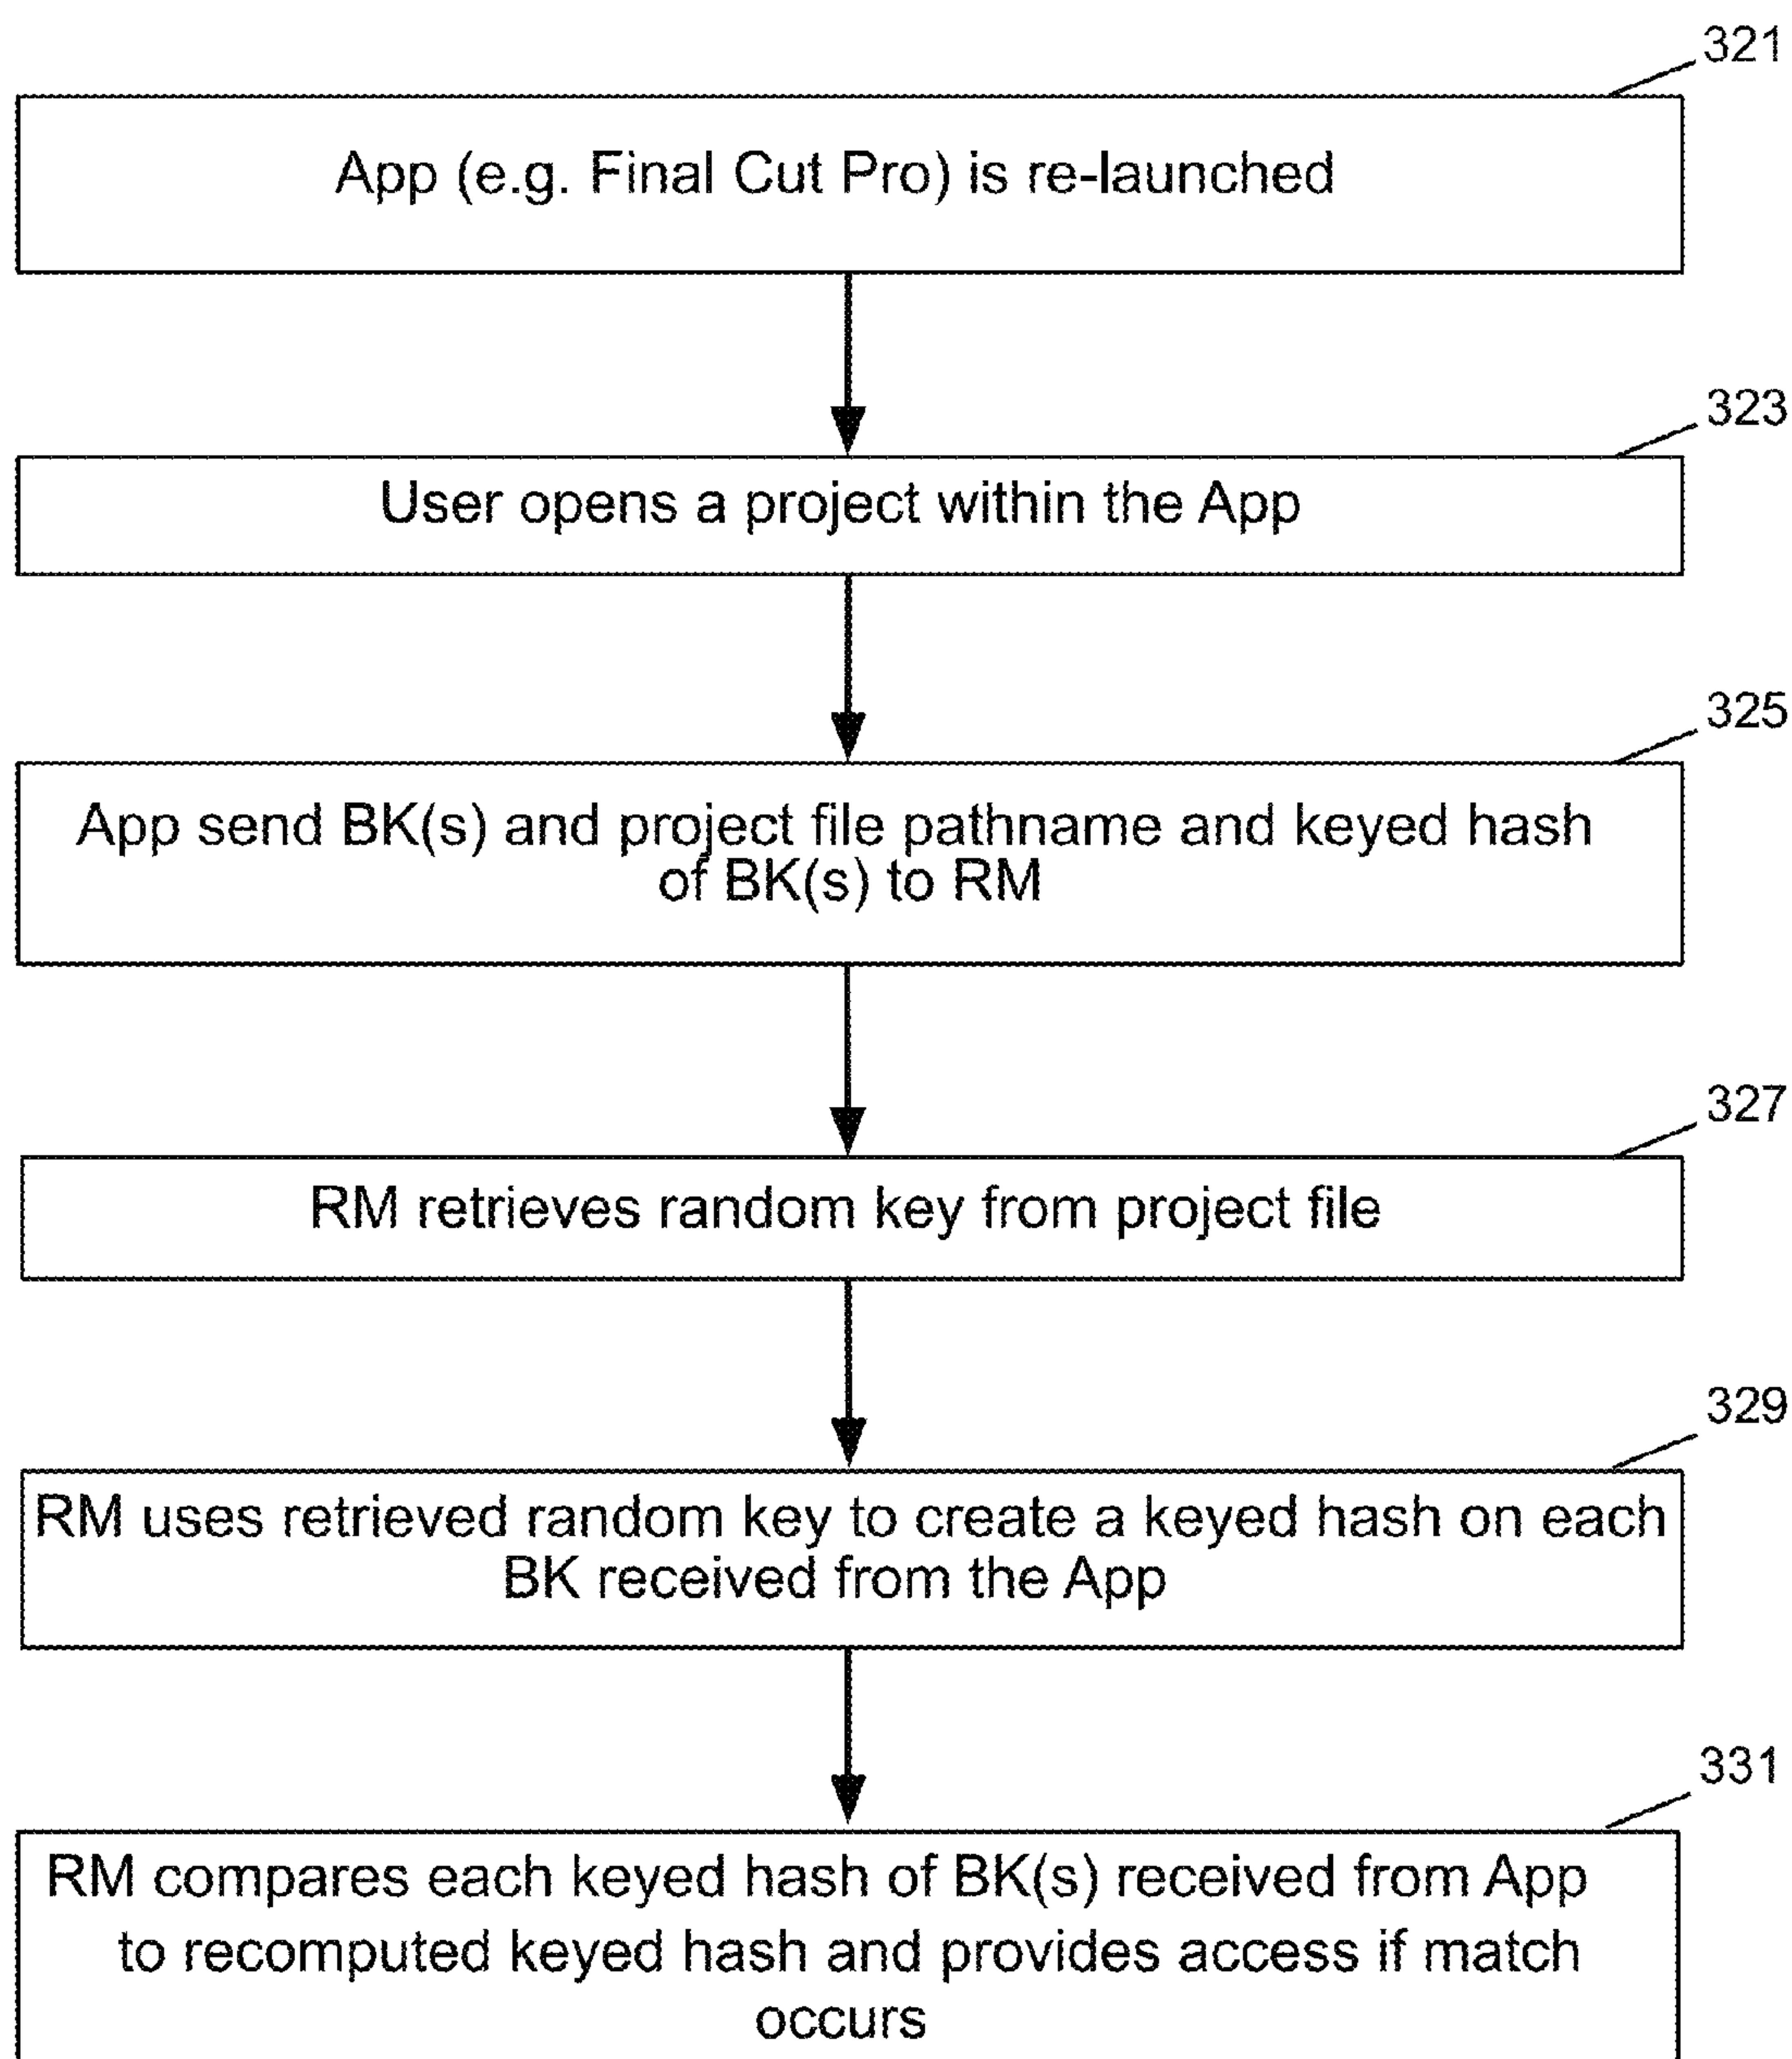 321
App (e.g. Final Cut Pro) is re-launched
323
User opens a project within the App
325
App send BK(s) and project file pathname and keyed hash
of BK(s) to RM
327
RM retrieves random key from project file
329
RM uses retrieved random key to create a keyed hash on each
BK received from the App
331
RM compares each keyed hash of BK(s) received from App
to recomputed keyed hash and provides access if match
occurs